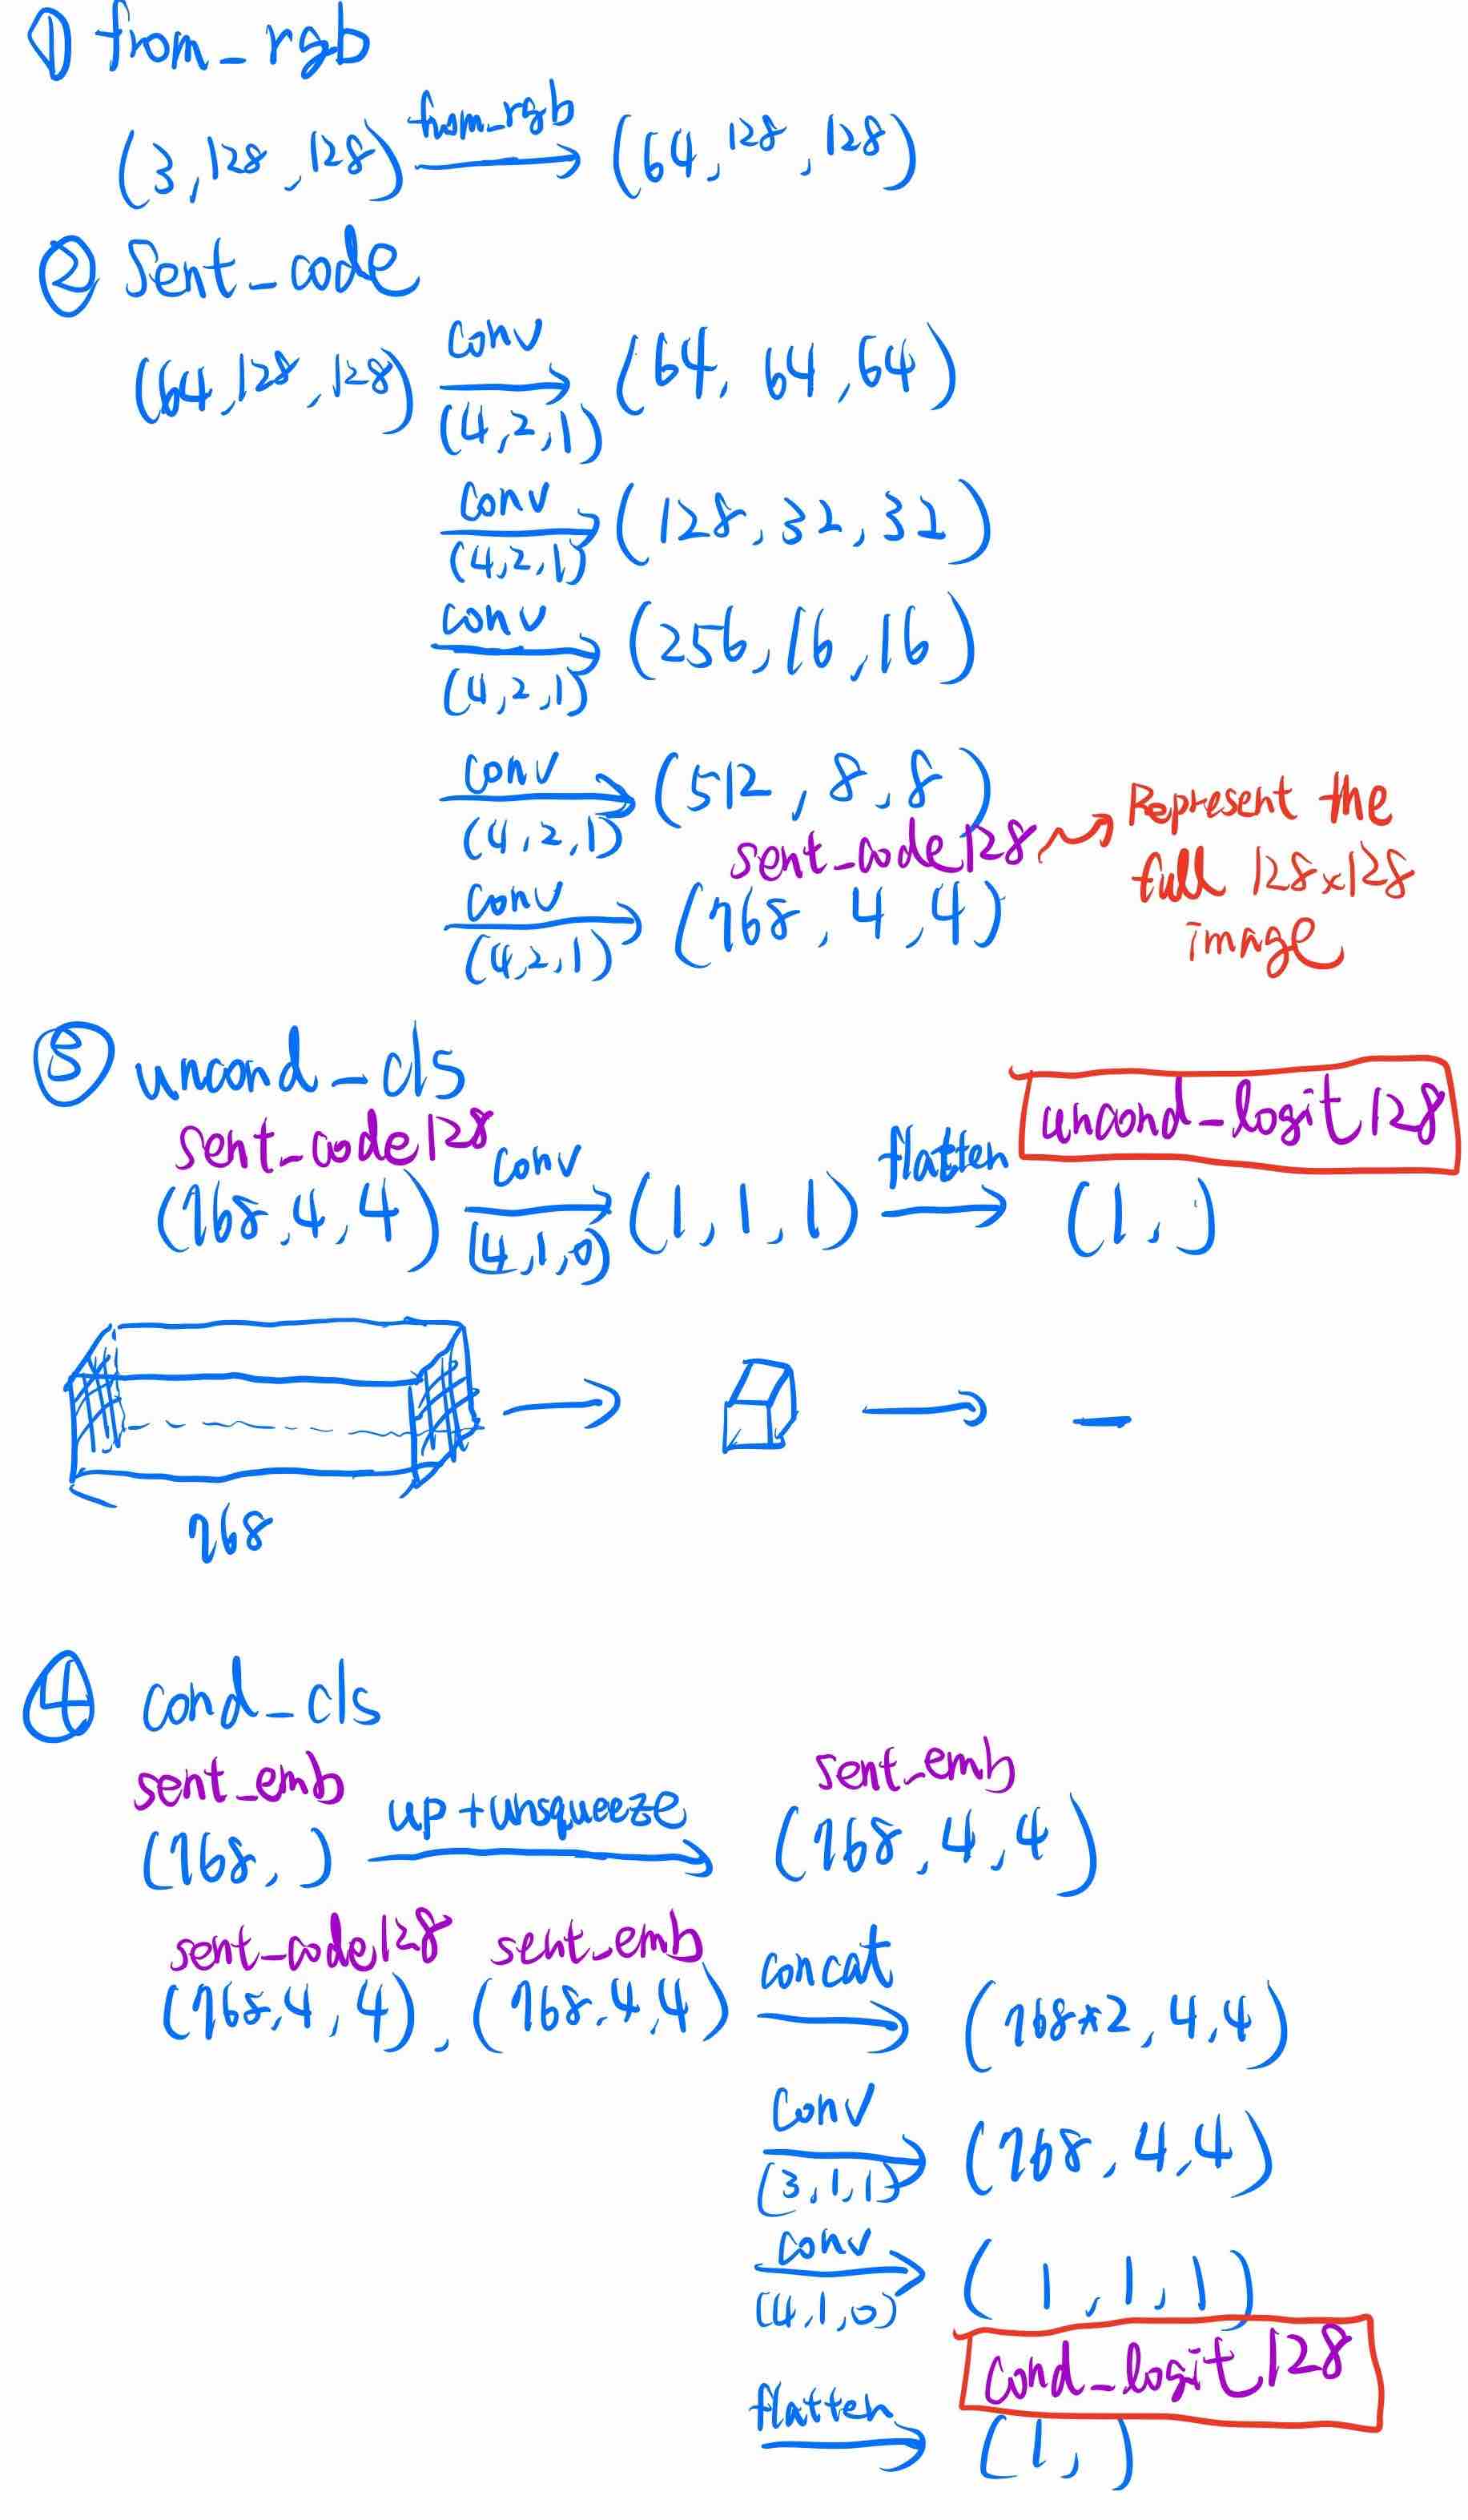 ① from_rgb
(3, 128, 128) from_rgb (64, 128, 128)
② Sent_code
(64, 128, 128) Conv (4,2,1) (64, 64, 64)
Conv (4,2,1) (128, 32, 32)
Conv (4,2,1) (256, 16, 16)
Conv (4,2,1) (512, 8, 8)
sent_code128
Represent the
full 128×128
image
Conv (4,2,1) (768, 4, 4)
③ uncond_cls
uncond_logit128
sent_code128
(768, 4, 4) Conv (4,1,0) (1, 1, 1) flatten (1, )
768
④ cond_cls
sent_emb sent_emb
(768, ) up+unsqueeze (768, 4, 4)
sent_code128 sent_emb
(768, 4, 4), (768, 4, 4) concat (768*2, 4, 4)
Conv (3,1,1) (768, 4, 4)
Conv (4,1,0) (1, 1, 1)
cond_logit128
flatten (1, )